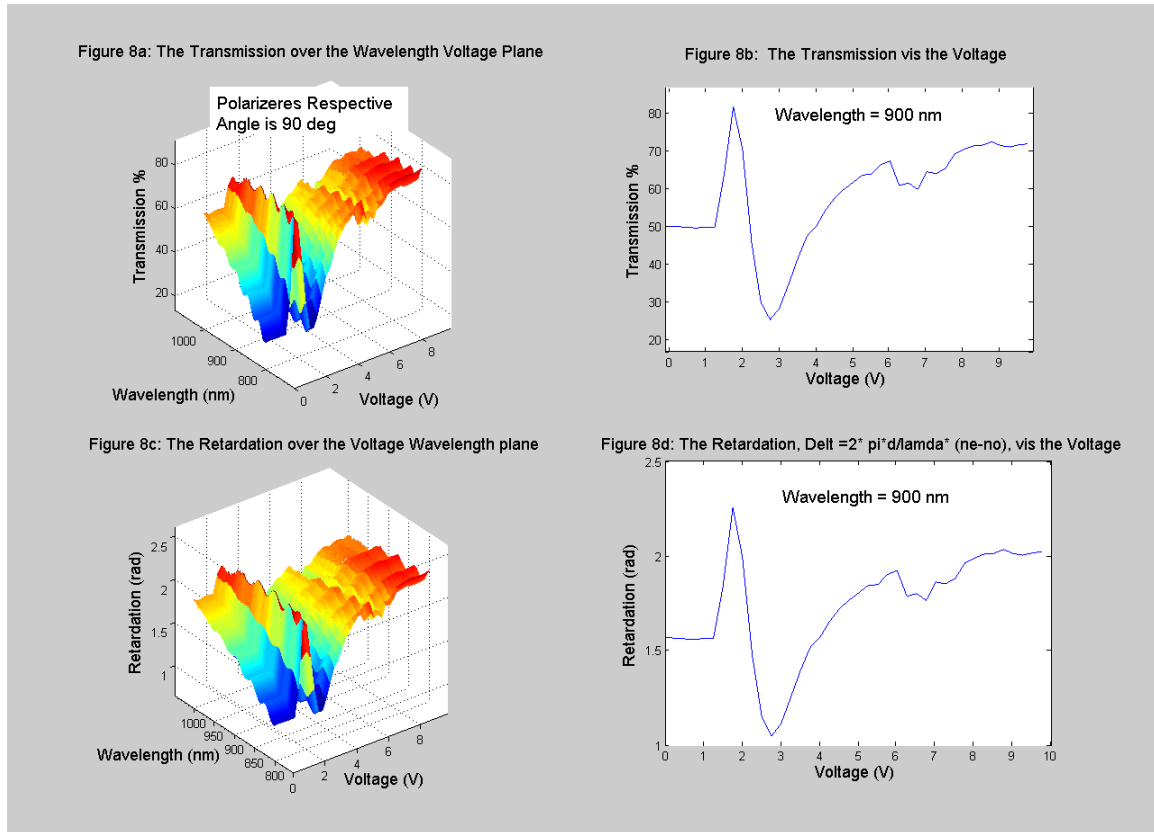 Figure 8a: The Transmission over the Wavelength Voltage Plane
Polarizeres Respective
Angle is 90 deg
Transmission %
80
60
40
20
1000
900
800
Wavelength (nm)
0
2
4
6
8
Voltage (V)
Figure 8b: The Transmission vis the Voltage
Wavelength = 900 nm
Transmission %
80
70
60
50
40
30
20
0 1 2 3 4 5 6 7 8 9
Voltage (V)
Figure 8c: The Retardation over the Voltage Wavelength plane
Retardation (rad)
2.5
2
1.5
1
1000
950
900
850
800
Wavelength (nm)
0
2
4
6
8
Voltage (V)
Figure 8d: The Retardation, Delt =2* pi*d/lamda* (ne-no), vis the Voltage
Wavelength = 900 nm
Retardation (rad)
2.5
2
1.5
1
0 1 2 3 4 5 6 7 8 9 10
Voltage (V)